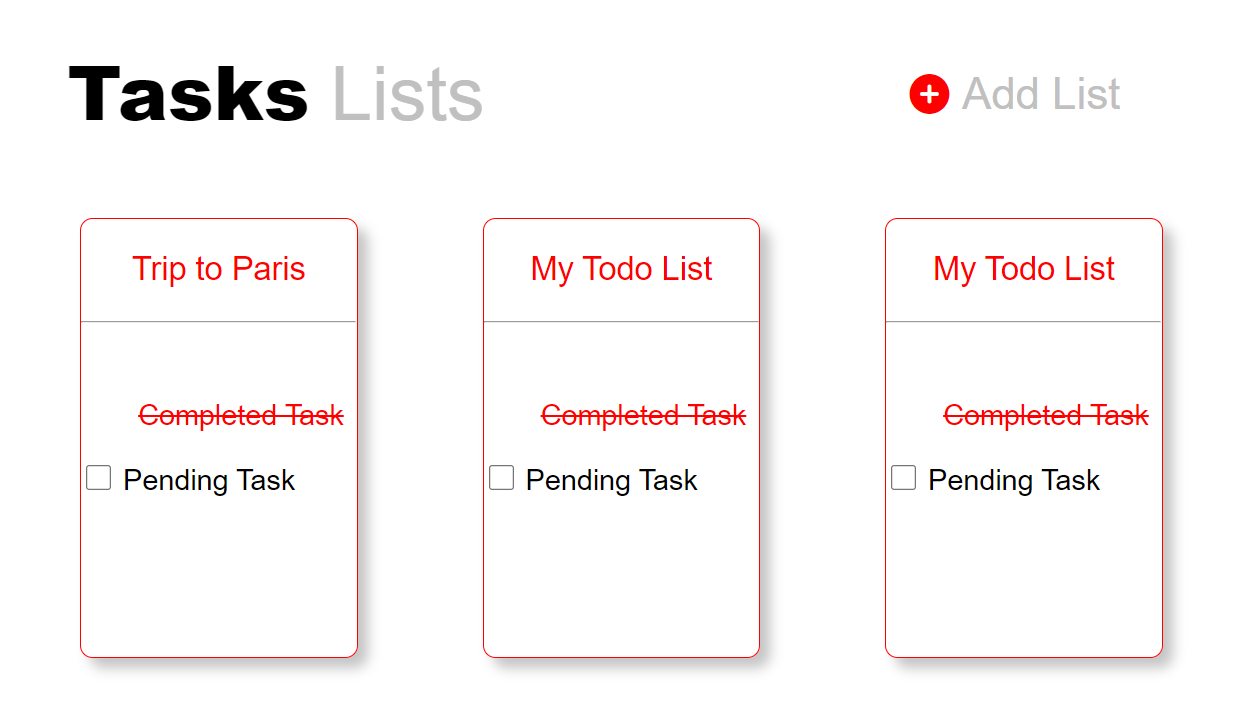 Tasks Lists
Add List
Trip to Paris
Completed Task
Pending Task
My Todo List
Completed Task
Pending Task
My Todo List
Completed Task
Pending Task